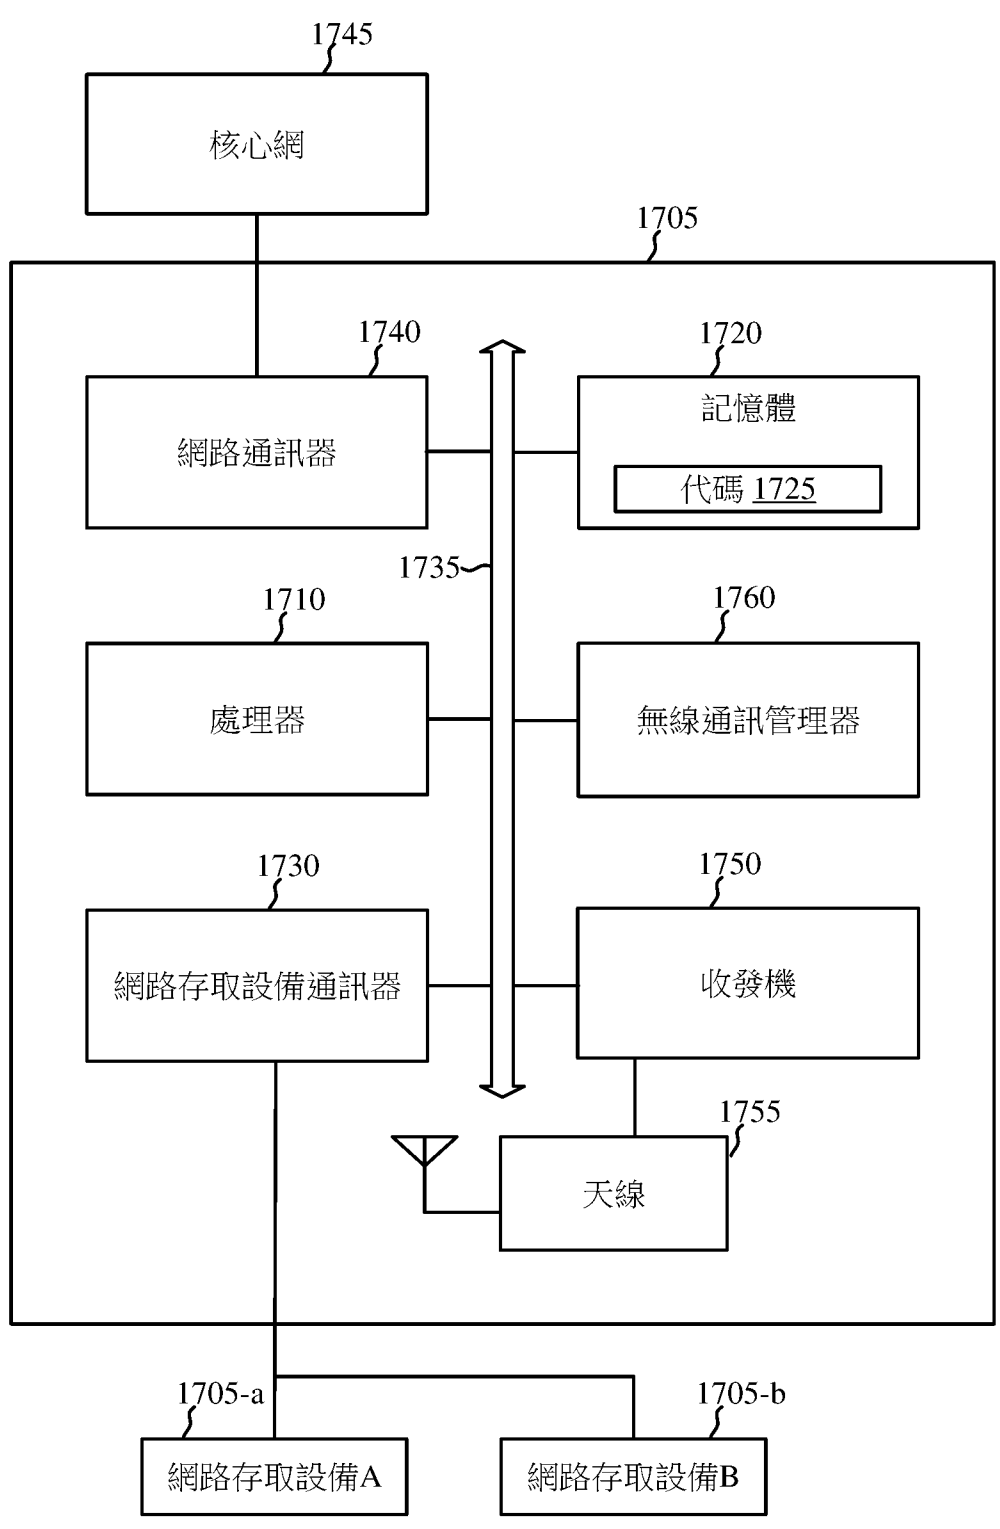 1745
核心網
1705
1740
網路通訊器
1720
記憶體
代碼 1725
1735
1710
處理器
1760
無線通訊管理器
1730
網路存取設備通訊器
1750
收發機
1755
天線
1705-a
網路存取設備A
1705-b
網路存取設備B